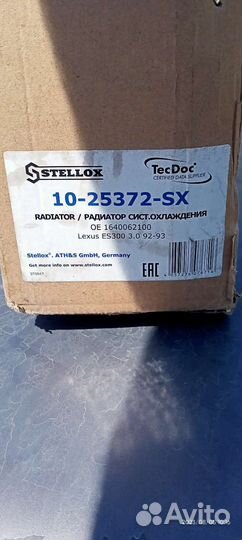 STELLOX
TecDoc
CERTIFIED DATA SUPPLIER
10-25372-SX
RADIATOR / РАДИАТОР СИСТ.ОХЛАЖДЕНИЯ
OE 1640062100
Lexus ES300 3.0 92-93
Stellox® ATH&S GmbH, Germany
Get more info on www.stellox.com
EAC
Avito